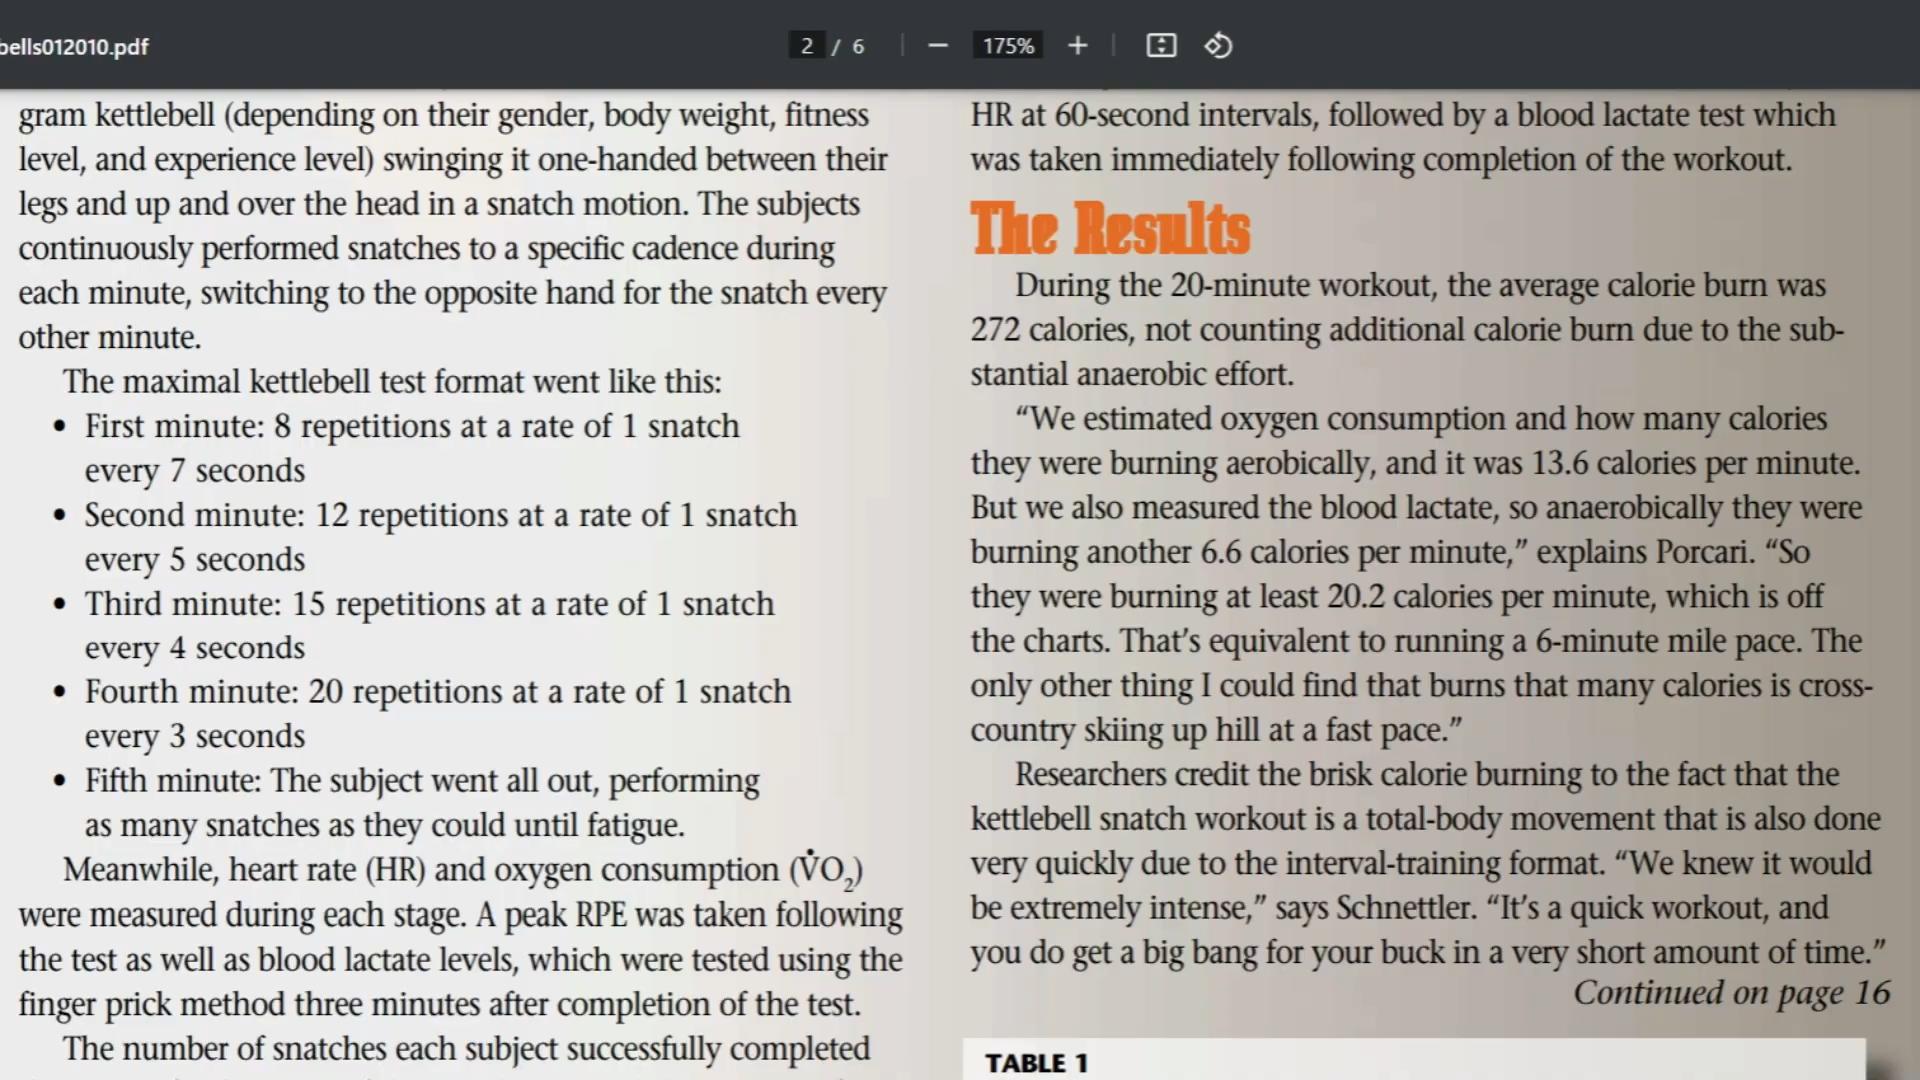 bells012010.pdf
2 / 6
175%
gram kettlebell (depending on their gender, body weight, fitness
level, and experience level) swinging it one-handed between their
legs and up and over the head in a snatch motion. The subjects
continuously performed snatches to a specific cadence during
each minute, switching to the opposite hand for the snatch every
other minute.
The maximal kettlebell test format went like this:
• First minute: 8 repetitions at a rate of 1 snatch
every 7 seconds
• Second minute: 12 repetitions at a rate of 1 snatch
every 5 seconds
• Third minute: 15 repetitions at a rate of 1 snatch
every 4 seconds
• Fourth minute: 20 repetitions at a rate of 1 snatch
every 3 seconds
• Fifth minute: The subject went all out, performing
as many snatches as they could until fatigue.
Meanwhile, heart rate (HR) and oxygen consumption (V̇O₂)
were measured during each stage. A peak RPE was taken following
the test as well as blood lactate levels, which were tested using the
finger prick method three minutes after completion of the test.
The number of snatches each subject successfully completed
HR at 60-second intervals, followed by a blood lactate test which
was taken immediately following completion of the workout.
The Results
During the 20-minute workout, the average calorie burn was
272 calories, not counting additional calorie burn due to the sub-
stantial anaerobic effort.
“We estimated oxygen consumption and how many calories
they were burning aerobically, and it was 13.6 calories per minute.
But we also measured the blood lactate, so anaerobically they were
burning another 6.6 calories per minute,” explains Porcari. “So
they were burning at least 20.2 calories per minute, which is off
the charts. That’s equivalent to running a 6-minute mile pace. The
only other thing I could find that burns that many calories is cross-
country skiing up hill at a fast pace.”
Researchers credit the brisk calorie burning to the fact that the
kettlebell snatch workout is a total-body movement that is also done
very quickly due to the interval-training format. “We knew it would
be extremely intense,” says Schnettler. “It’s a quick workout, and
you do get a big bang for your buck in a very short amount of time.”
Continued on page 16
TABLE 1